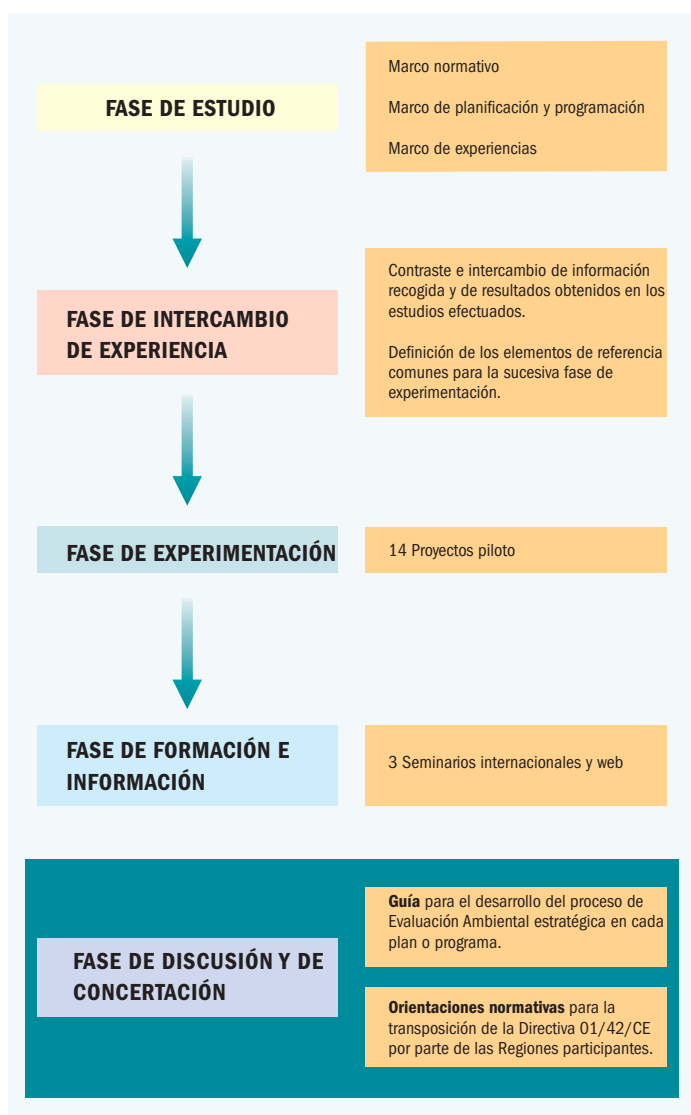 FASE DE ESTUDIO
Marco normativo
Marco de planificación y programación
Marco de experiencias
FASE DE INTERCAMBIO
DE EXPERIENCIA
Contraste e intercambio de información
recogida y de resultados obtenidos en los
estudios efectuados.
Definición de los elementos de referencia
comunes para la sucesiva fase de
experimentación.
FASE DE EXPERIMENTACIÓN
14 Proyectos piloto
FASE DE FORMACIÓN E
INFORMACIÓN
3 Seminarios internacionales y web
FASE DE DISCUSIÓN Y DE
CONCERTACIÓN
Guía para el desarrollo del proceso de
Evaluación Ambiental estratégica en cada
plan o programa.
Orientaciones normativas para la
transposición de la Directiva 01/42/CE
por parte de las Regiones participantes.